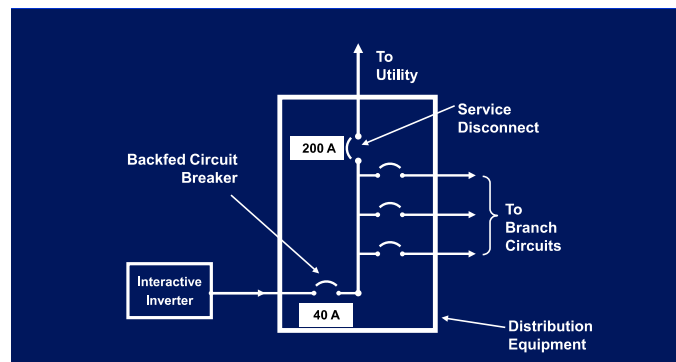 To
Utility
Service
Disconnect
200 A
Backfed Circuit
Breaker
To
Branch
Circuits
Interactive
Inverter
40 A
Distribution
Equipment